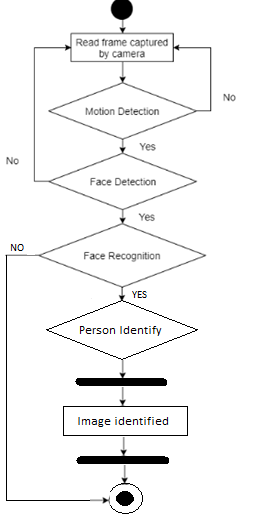 Read frame captured
by camera
No
Motion Detection
Yes
No
Face Detection
Yes
NO
Face Recognition
YES
Person Identify
Image identified